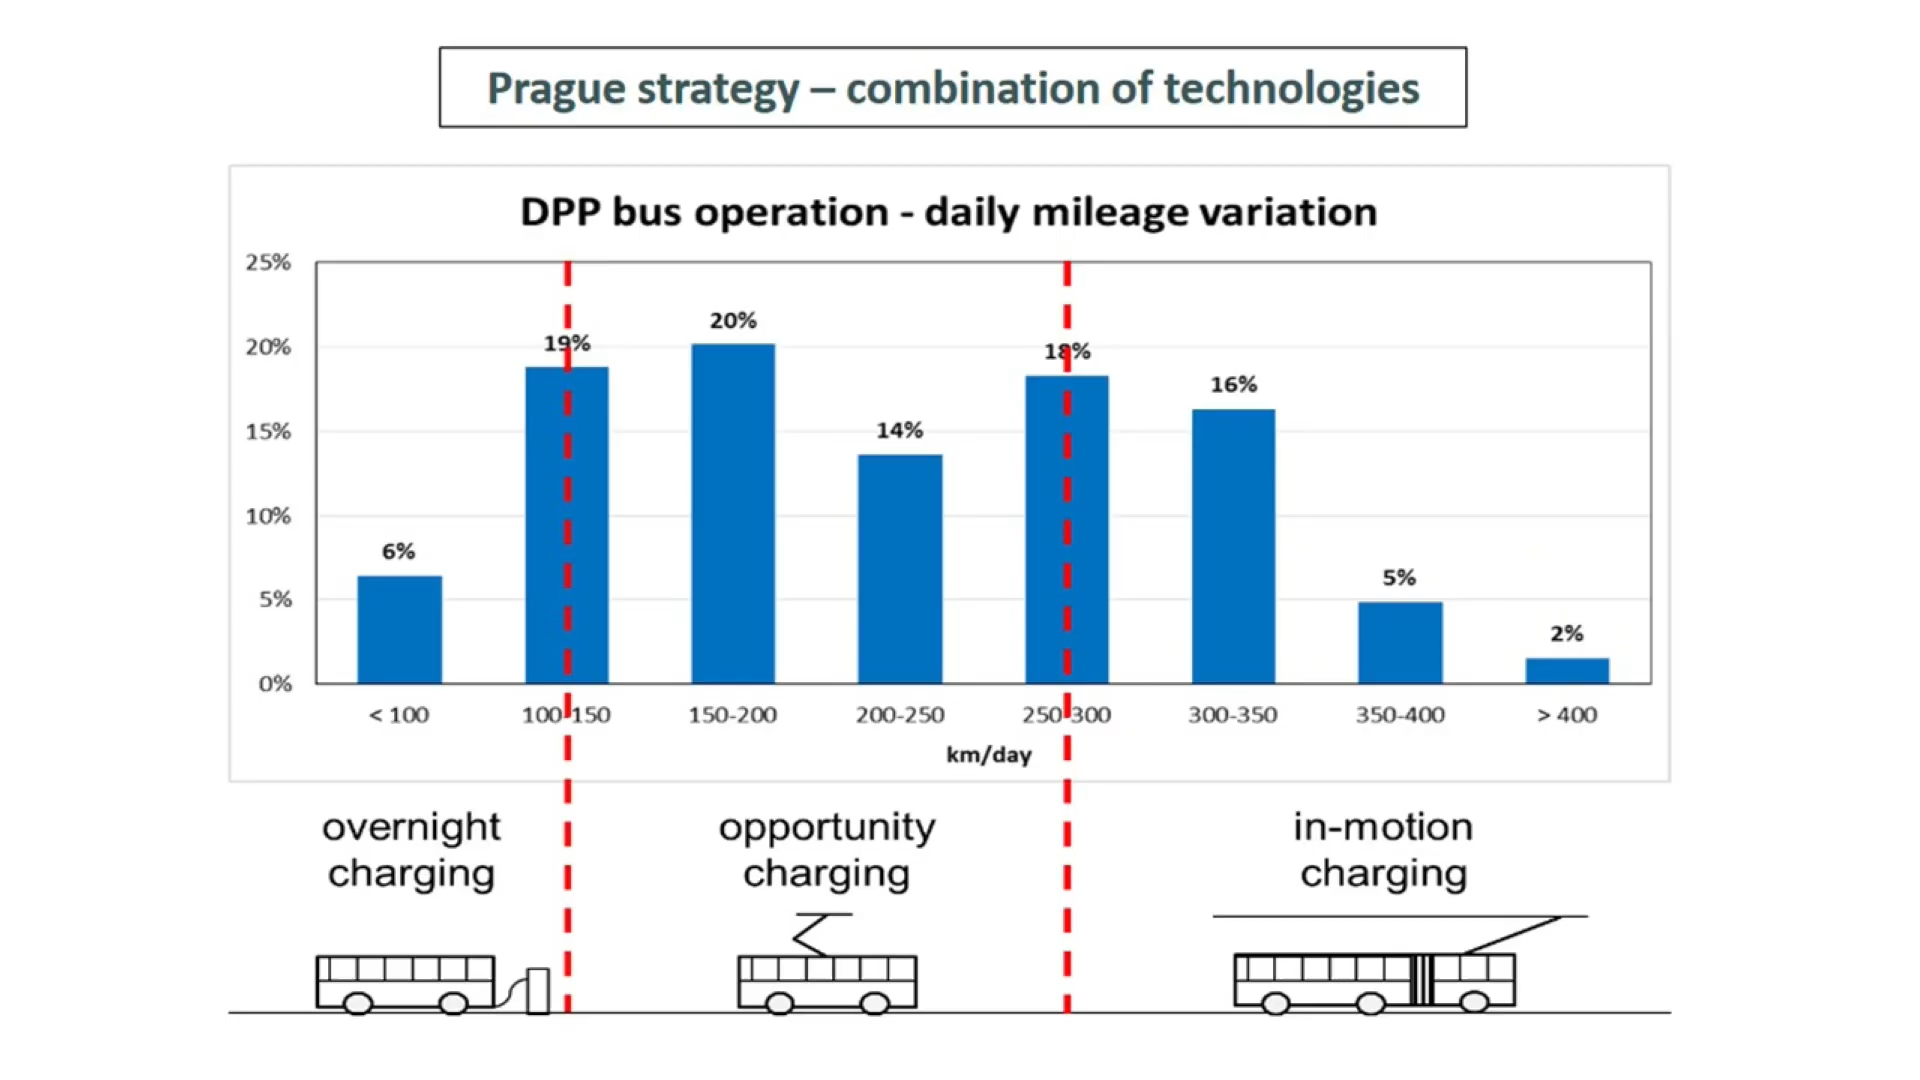 Prague strategy – combination of technologies
DPP bus operation - daily mileage variation
25%
20%
15%
10%
5%
0%
6%
19%
20%
14%
18%
16%
5%
2%
< 100
100-150
150-200
200-250
250-300
300-350
350-400
> 400
km/day
overnight
charging
opportunity
charging
in-motion
charging